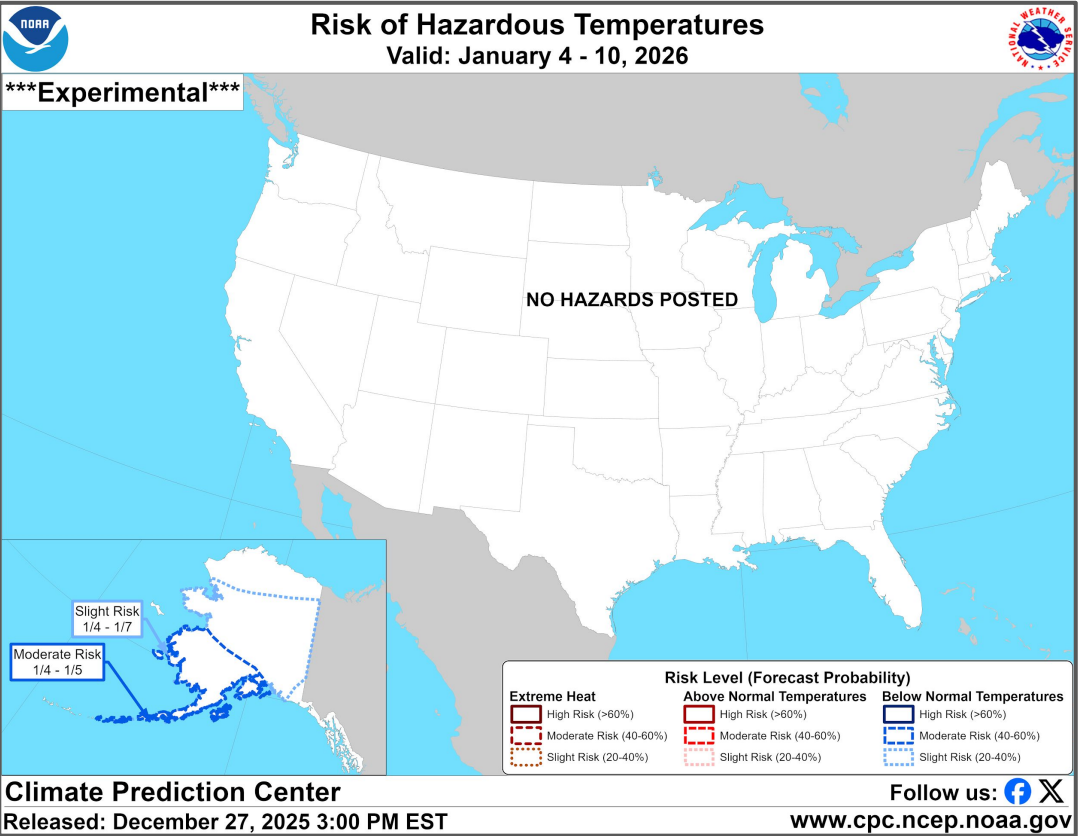 NOAA
Risk of Hazardous Temperatures
Valid: January 4 - 10, 2026
NATIONAL WEATHER SERVICE
***Experimental***
NO HAZARDS POSTED
Slight Risk
1/4 - 1/7
Moderate Risk
1/4 - 1/5
Risk Level (Forecast Probability)
Extreme Heat
High Risk (>60%)
Moderate Risk (40-60%)
Slight Risk (20-40%)
Above Normal Temperatures
High Risk (>60%)
Moderate Risk (40-60%)
Slight Risk (20-40%)
Below Normal Temperatures
High Risk (>60%)
Moderate Risk (40-60%)
Slight Risk (20-40%)
Climate Prediction Center
Follow us:
Released: December 27, 2025 3:00 PM EST
www.cpc.ncep.noaa.gov